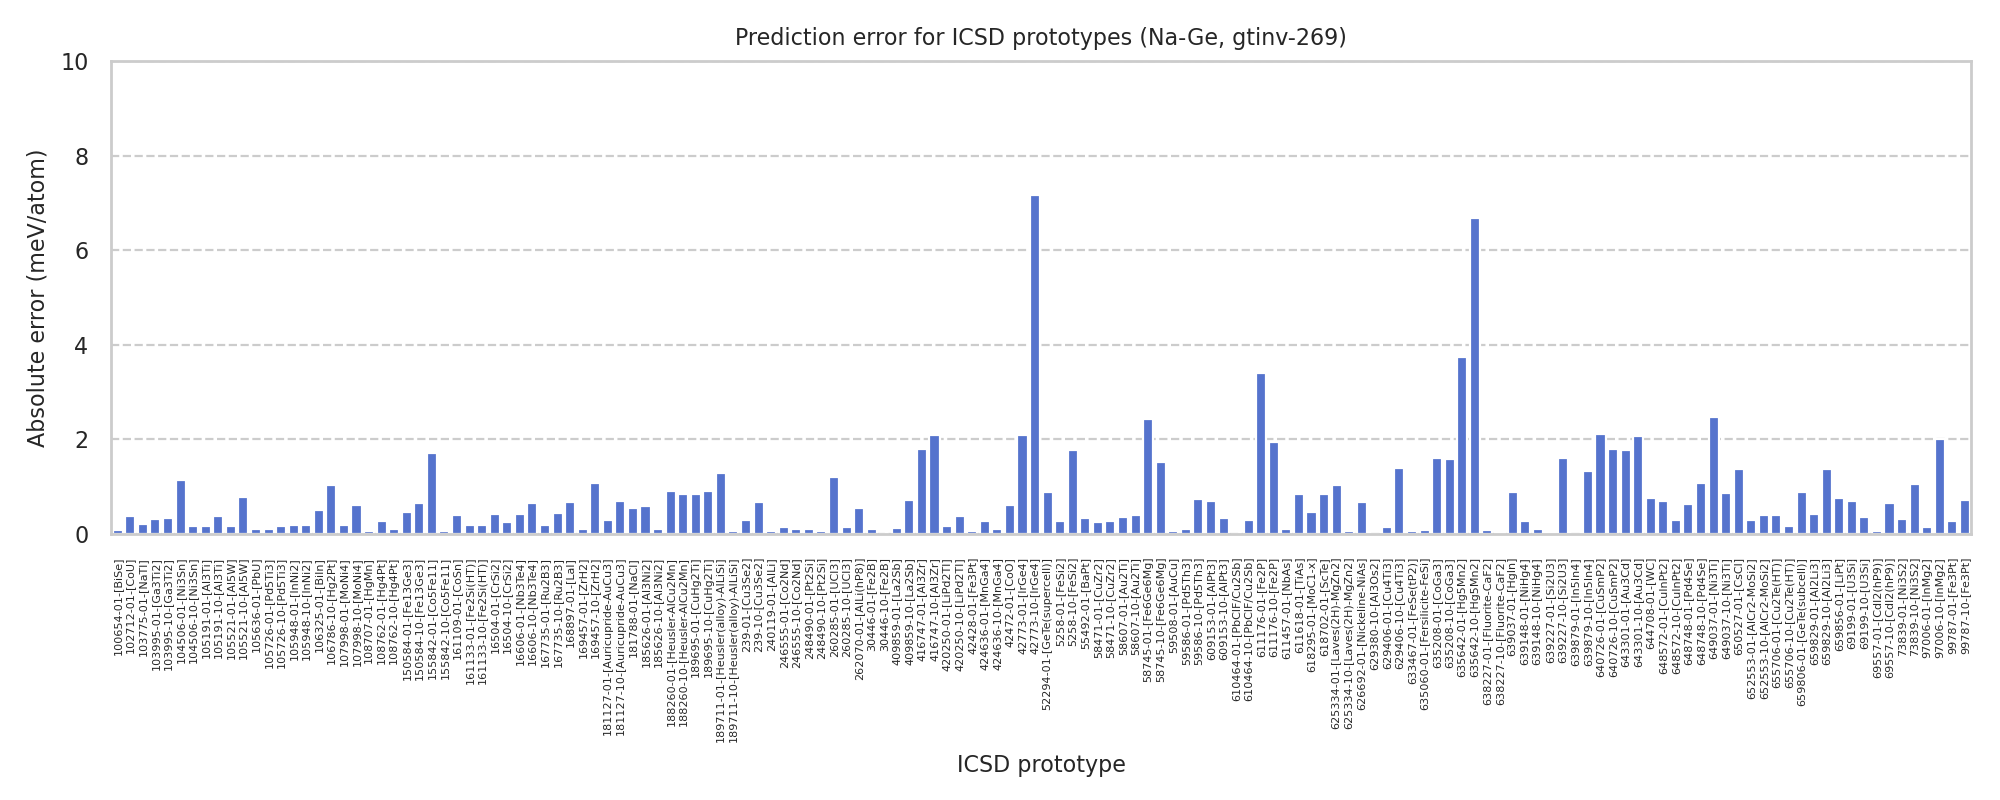 Prediction error for ICSD prototypes (Na-Ge, gtinv-269)
Absolute error (meV/atom)
10
8
6
4
2
0
100654-01-[BiSe]
102712-01-[CoU]
103775-01-[NaTl]
103995-01-[Ga3Ti2]
103995-10-[Ga3Ti2]
104506-01-[Ni3Sn]
104506-10-[Ni3Sn]
105191-01-[Al3Ti]
105191-10-[Al3Ti]
105521-01-[Al5W]
105521-10-[Al5W]
105636-01-[PbU]
105726-01-[Pd5Ti3]
105726-10-[Pd5Ti3]
105948-01-[InNi2]
105948-10-[InNi2]
106325-01-[BiIn]
106786-10-[Hg2Pt]
107998-01-[MoNi4]
107998-10-[MoNi4]
108707-01-[HgMn]
108762-01-[Hg4Pt]
108762-10-[Hg4Pt]
150584-01-[Fe13Ge3]
150584-10-[Fe13Ge3]
155842-01-[Co5Fe11]
155842-10-[Co5Fe11]
161109-01-[CoSn]
161133-01-[Fe2Si(HT)]
161133-10-[Fe2Si(HT)]
16504-01-[CrSi2]
16504-10-[CrSi2]
16606-01-[Nb3Te4]
16606-10-[Nb3Te4]
167735-01-[Ru2B3]
167735-10-[Ru2B3]
168897-01-[LaI]
169457-01-[ZrH2]
169457-10-[ZrH2]
181127-01-[Auricupride-AuCu3]
181127-10-[Auricupride-AuCu3]
181788-01-[NaCl]
185626-01-[Al3Ni2]
185626-10-[Al3Ni2]
188260-01-[Heusler-AlCu2Mn]
188260-10-[Heusler-AlCu2Mn]
189695-01-[CuHg2Ti]
189695-10-[CuHg2Ti]
189711-01-[Heusler(alloy)-AlLiSi]
189711-10-[Heusler(alloy)-AlLiSi]
239-01-[Cu3Se2]
239-10-[Cu3Se2]
240119-01-[AlLi]
246555-01-[Co2Nd]
246555-10-[Co2Nd]
248490-01-[Pt2Si]
248490-10-[Pt2Si]
260285-01-[UCl3]
260285-10-[UCl3]
262070-01-[AlLi(hP8)]
30446-01-[Fe2B]
30446-10-[Fe2B]
409859-01-[La2Sb]
409859-10-[La2Sb]
416747-01-[Al3Zr]
416747-10-[Al3Zr]
420250-01-[LiPd2Tl]
420250-10-[LiPd2Tl]
42428-01-[Fe3Pt]
424636-01-[MnGa4]
424636-10-[MnGa4]
42472-01-[CoO]
42773-01-[IrGe4]
42773-10-[IrGe4]
52294-01-[GeTe(supercell)]
5258-01-[FeSi2]
5258-10-[FeSi2]
55492-01-[BaPt]
58471-01-[CuZr2]
58471-10-[CuZr2]
58607-01-[Au2Ti]
58607-10-[Au2Ti]
58745-01-[Fe6Ge6Mg]
58745-10-[Fe6Ge6Mg]
59508-01-[AuCu]
59586-01-[Pd5Th3]
59586-10-[Pd5Th3]
609153-01-[AlPt3]
609153-10-[AlPt3]
610464-01-[PbClF/Cu2Sb]
610464-10-[PbClF/Cu2Sb]
611176-01-[Fe2P]
611176-10-[Fe2P]
611457-01-[NbAs]
611618-01-[TiAs]
618295-01-[MoC1-x]
618702-01-[ScTe]
625334-01-[Laves(2H)-MgZn2]
625334-10-[Laves(2H)-MgZn2]
626692-01-[Nickeline-NiAs]
629380-10-[Al3Os2]
629406-01-[Cu4Ti3]
629406-10-[Cu4Ti3]
633467-01-[FeSe(tP2)]
635060-01-[Fersilicite-FeSi]
635208-01-[CoGa3]
635208-10-[CoGa3]
635642-01-[Hg5Mn2]
635642-10-[Hg5Mn2]
638227-01-[Fluorite-CaF2]
638227-10-[Fluorite-CaF2]
639037-01-[HgIn]
639148-01-[NiHg4]
639148-10-[NiHg4]
639227-01-[Si2U3]
639227-10-[Si2U3]
639879-01-[In5In4]
639879-10-[In5In4]
640726-01-[CuSmP2]
640726-10-[CuSmP2]
643301-01-[Au3Cd]
643301-10-[Au3Cd]
644708-01-[WC]
648572-01-[CuInPt2]
648572-10-[CuInPt2]
648748-01-[Pd4Se]
648748-10-[Pd4Se]
649037-01-[Ni3Ti]
649037-10-[Ni3Ti]
650527-01-[CsCl]
652553-01-[AlCr2-MoSi2]
652553-10-[AlCr2-MoSi2]
655706-01-[Cu2Te(HT)]
655706-10-[Cu2Te(HT)]
659806-01-[GeTe(subcell)]
659829-01-[Al2Li3]
659829-10-[Al2Li3]
659856-01-[LiPt]
69199-01-[U3Si]
69199-10-[U3Si]
69557-01-[CdI2(hP9)]
69557-10-[CdI2(hP9)]
73839-01-[Ni3S2]
73839-10-[Ni3S2]
97006-01-[InMg2]
97006-10-[InMg2]
99787-01-[Fe3Pt]
99787-10-[Fe3Pt]
ICSD prototype